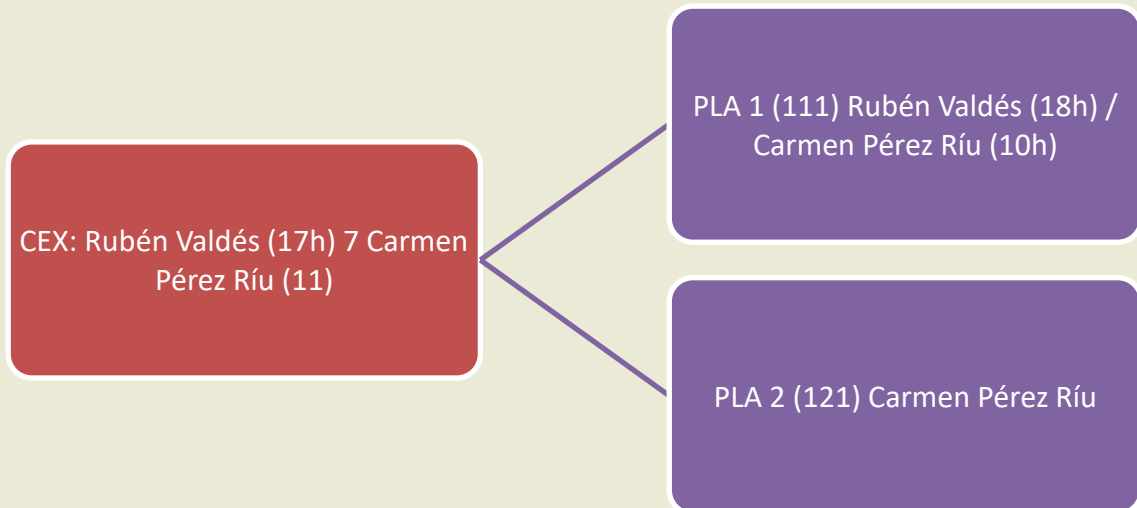 CEX: Rubén Valdés (17h) 7 Carmen
Pérez Ríu (11)
PLA 1 (111) Rubén Valdés (18h) /
Carmen Pérez Ríu (10h)
PLA 2 (121) Carmen Pérez Ríu